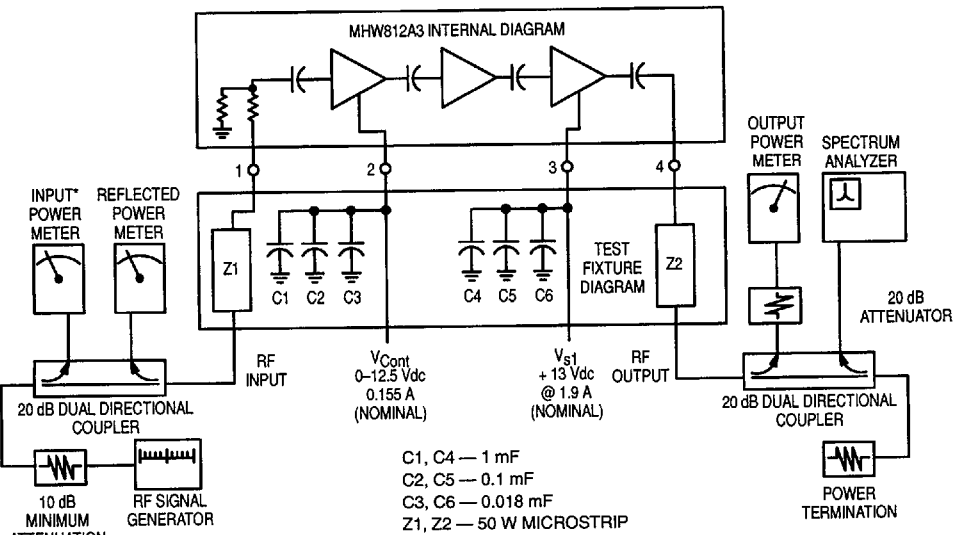 MHW812A3 INTERNAL DIAGRAM
1
2
3
4
INPUT*
POWER
METER
REFLECTED
POWER
METER
OUTPUT
POWER
METER
SPECTRUM
ANALYZER
Z1
C1
C2
C3
C4
C5
C6
TEST
FIXTURE
DIAGRAM
Z2
20 dB
ATTENUATOR
RF
INPUT
VCont
0–12.5 Vdc
0.155 A
(NOMINAL)
Vs1
+ 13 Vdc
@ 1.9 A
(NOMINAL)
RF
OUTPUT
20 dB DUAL DIRECTIONAL
COUPLER
20 dB DUAL DIRECTIONAL
COUPLER
10 dB
MINIMUM
ATTENUATION
RF SIGNAL
GENERATOR
C1, C4 — 1 mF
C2, C5 — 0.1 mF
C3, C6 — 0.018 mF
Z1, Z2 — 50 W MICROSTRIP
POWER
TERMINATION